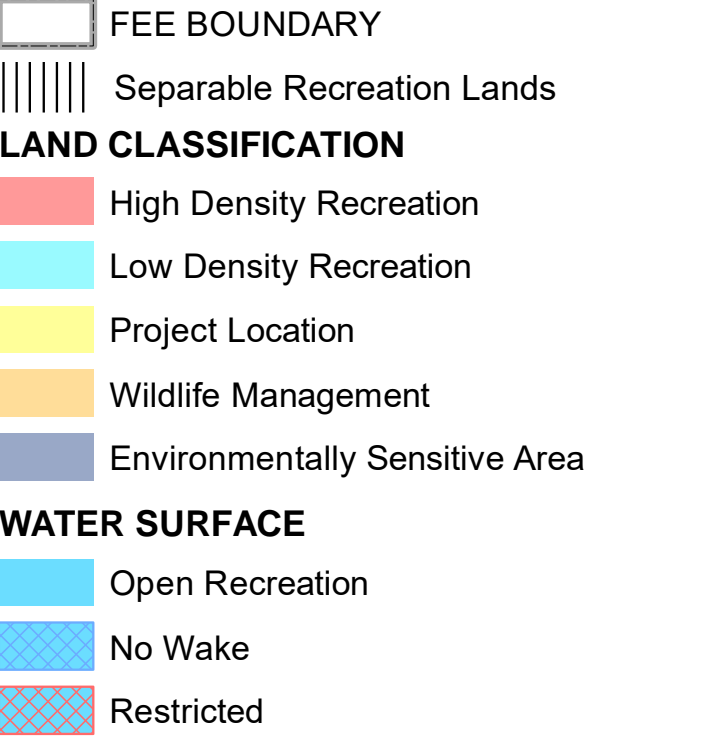 FEE BOUNDARY
Separable Recreation Lands
LAND CLASSIFICATION
High Density Recreation
Low Density Recreation
Project Location
Wildlife Management
Environmentally Sensitive Area
WATER SURFACE
Open Recreation
No Wake
Restricted